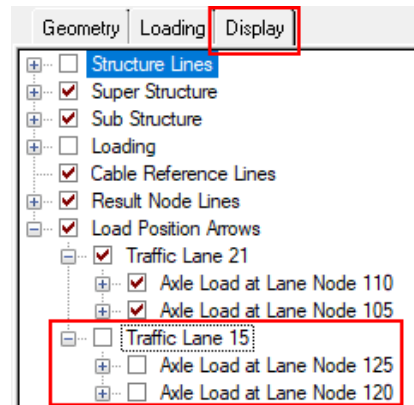 Geometry Loading Display
Structure Lines
Super Structure
Sub Structure
Loading
Cable Reference Lines
Result Node Lines
Load Position Arrows
Traffic Lane 21
Axle Load at Lane Node 110
Axle Load at Lane Node 105
Traffic Lane 15
Axle Load at Lane Node 125
Axle Load at Lane Node 120